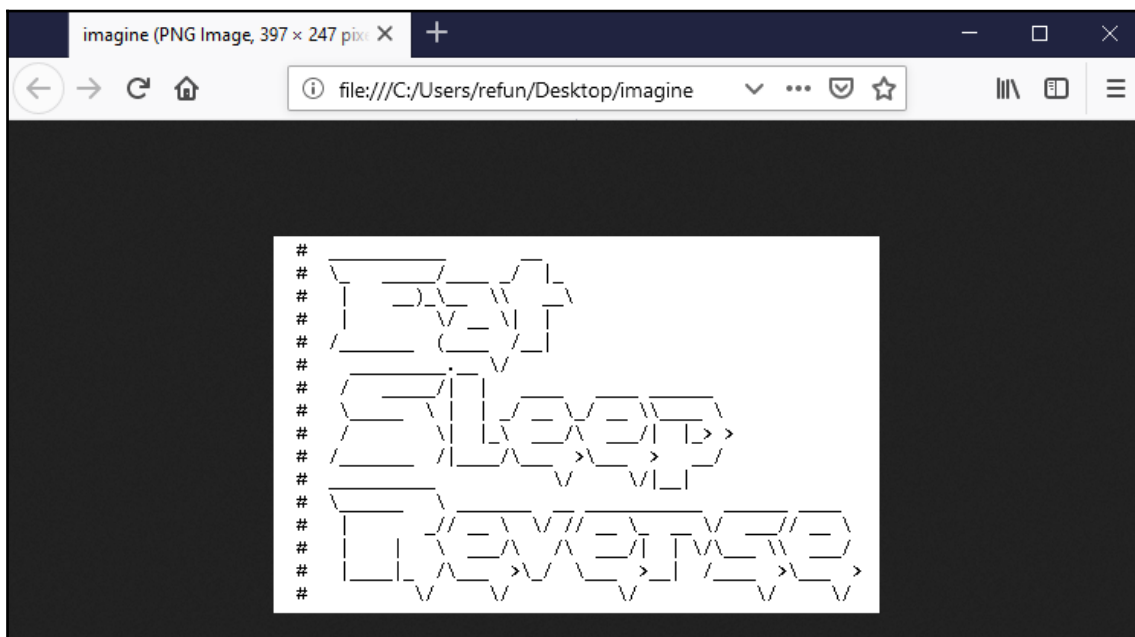 imagine (PNG Image, 397 × 247 pix
file:///C:/Users/refun/Desktop/imagine
Eat
Sleep
Reverse